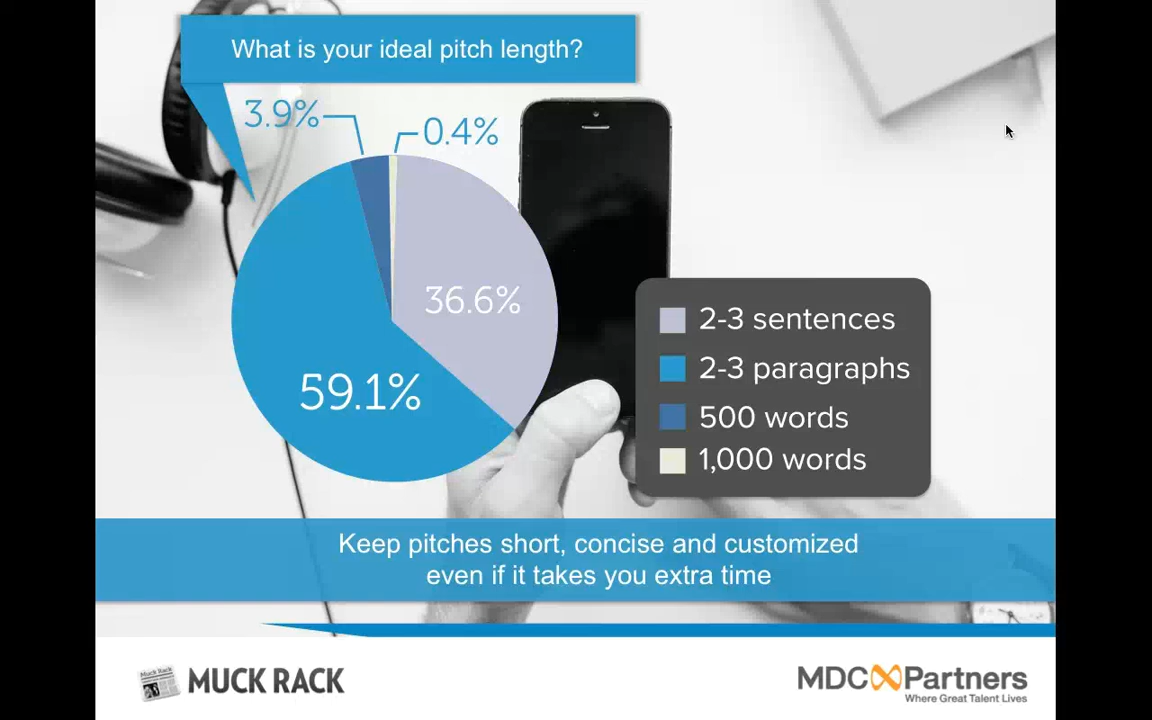 What is your ideal pitch length?
3.9%
0.4%
36.6%
59.1%
2-3 sentences
2-3 paragraphs
500 words
1,000 words
Keep pitches short, concise and customized
even if it takes you extra time
MUCK RACK
MDC Partners
Where Great Talent Lives